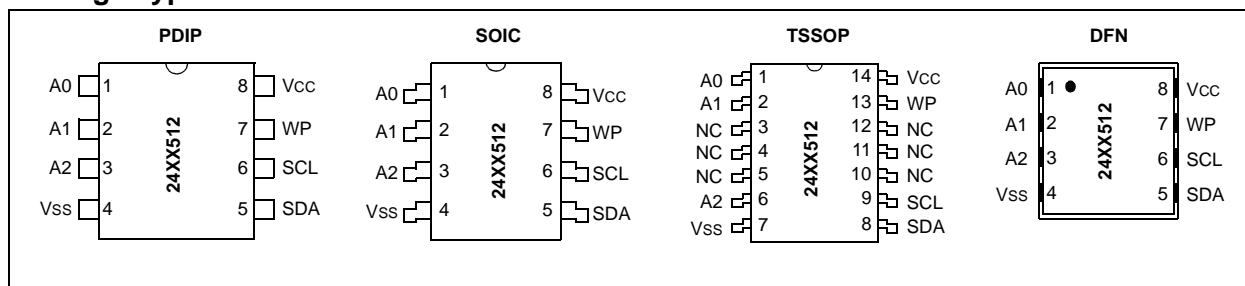 PDIP SOIC TSSOP DFN
A0 1 8 VCC
A1 2 7 WP
A2 3 6 SCL
VSS 4 5 SDA
24XX512
A0 1 8 VCC
A1 2 7 WP
A2 3 6 SCL
VSS 4 5 SDA
24XX512
A0 1 14 VCC
A1 2 13 WP
NC 3 12 NC
NC 4 11 NC
NC 5 10 NC
A2 6 9 SCL
VSS 7 8 SDA
24XX512
A0 1 8 VCC
A1 2 7 WP
A2 3 6 SCL
VSS 4 5 SDA
24XX512